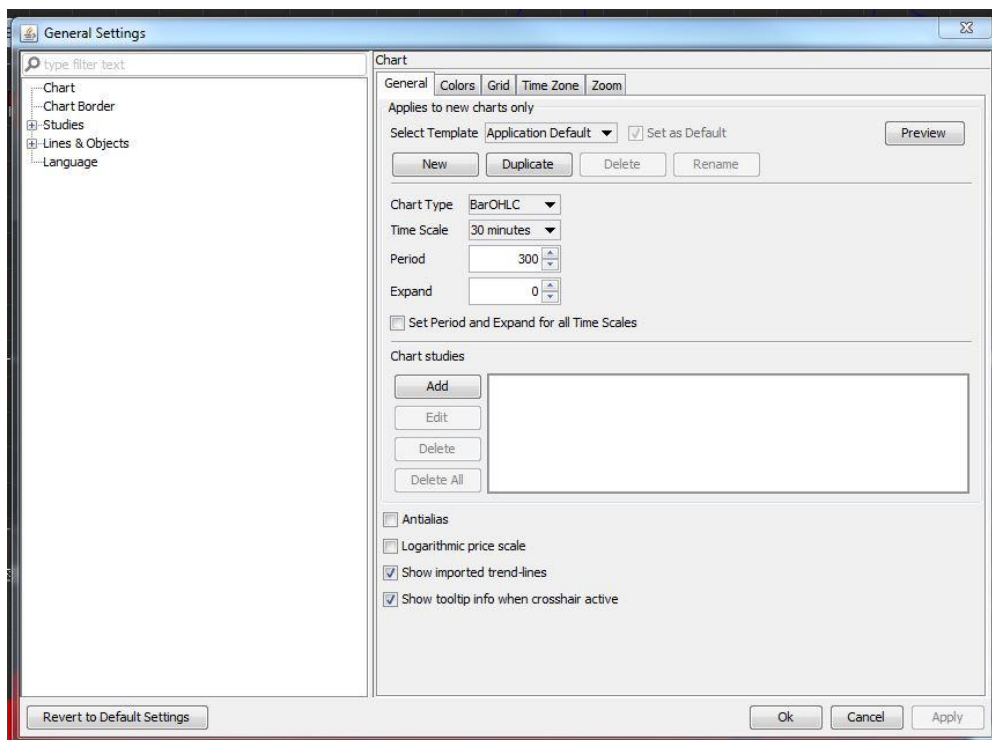 General Settings
type filter text
Chart
Chart Border
Studies
Lines & Objects
Language
Chart
General Colors Grid Time Zone Zoom
Applies to new charts only
Select Template Application Default Set as Default Preview
New Duplicate Delete Rename
Chart Type BarOHLC
Time Scale 30 minutes
Period 300
Expand 0
Set Period and Expand for all Time Scales
Chart studies
Add
Edit
Delete
Delete All
Antialias
Logarithmic price scale
Show imported trend-lines
Show tooltip info when crosshair active
Revert to Default Settings Ok Cancel Apply